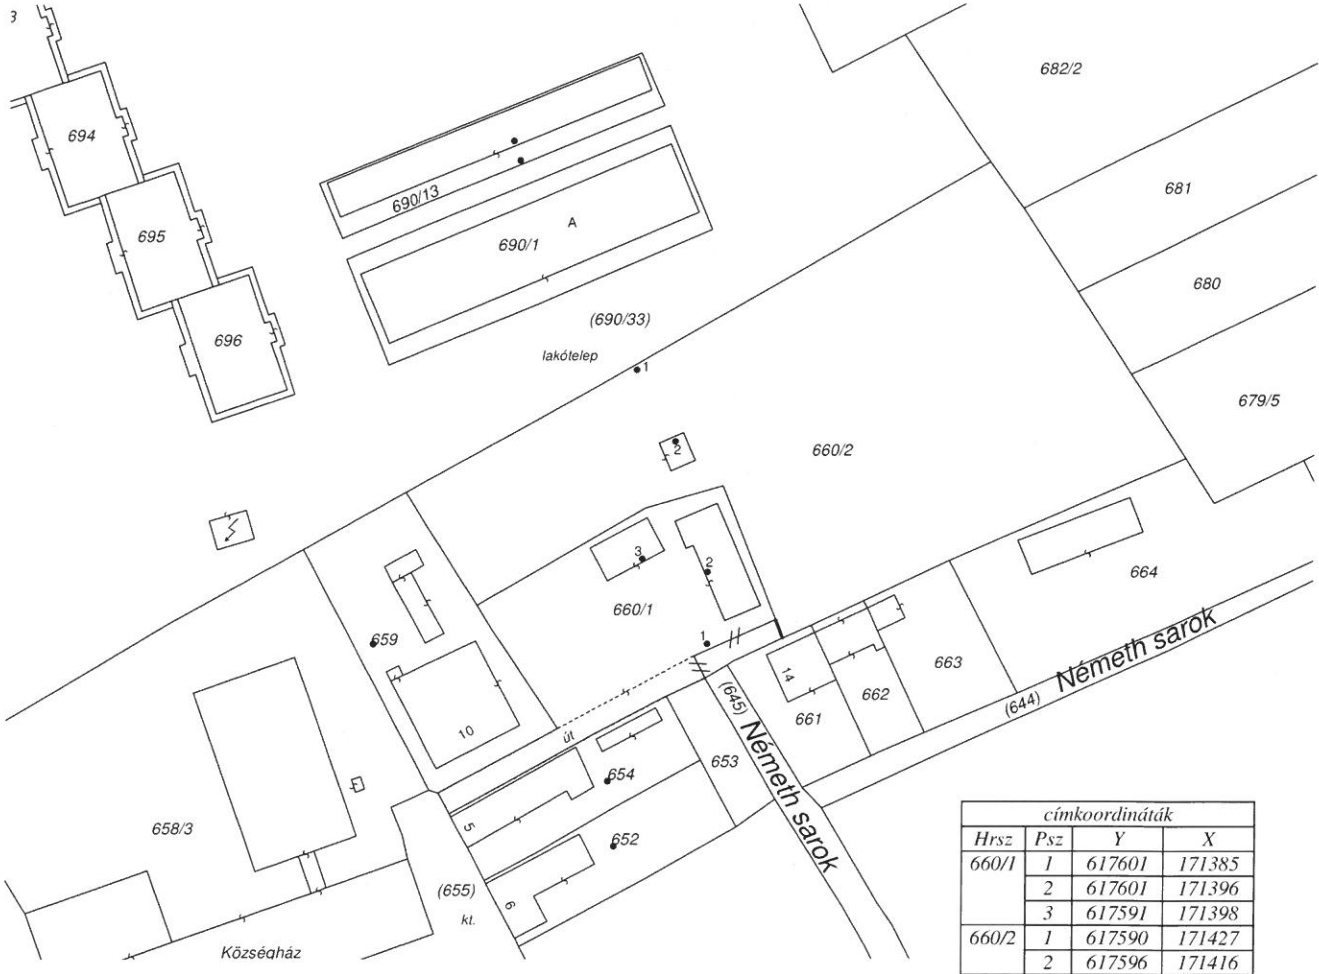 3
682/2
694
681
690/13
A
695
690/1
680
(690/33)
696
lakótelep
1
679/5
2
660/2
3
2
664
660/1
1
659
Németh sarok
663
14
(645)
662
(644)
661
10
út
Németh sarok
653
654
5
658/3
652
(655)
6
kt.
Községház
címkoordináták
Hrsz Psz Y X
660/1 1 617601 171385
2 617601 171396
3 617591 171398
660/2 1 617590 171427
2 617596 171416